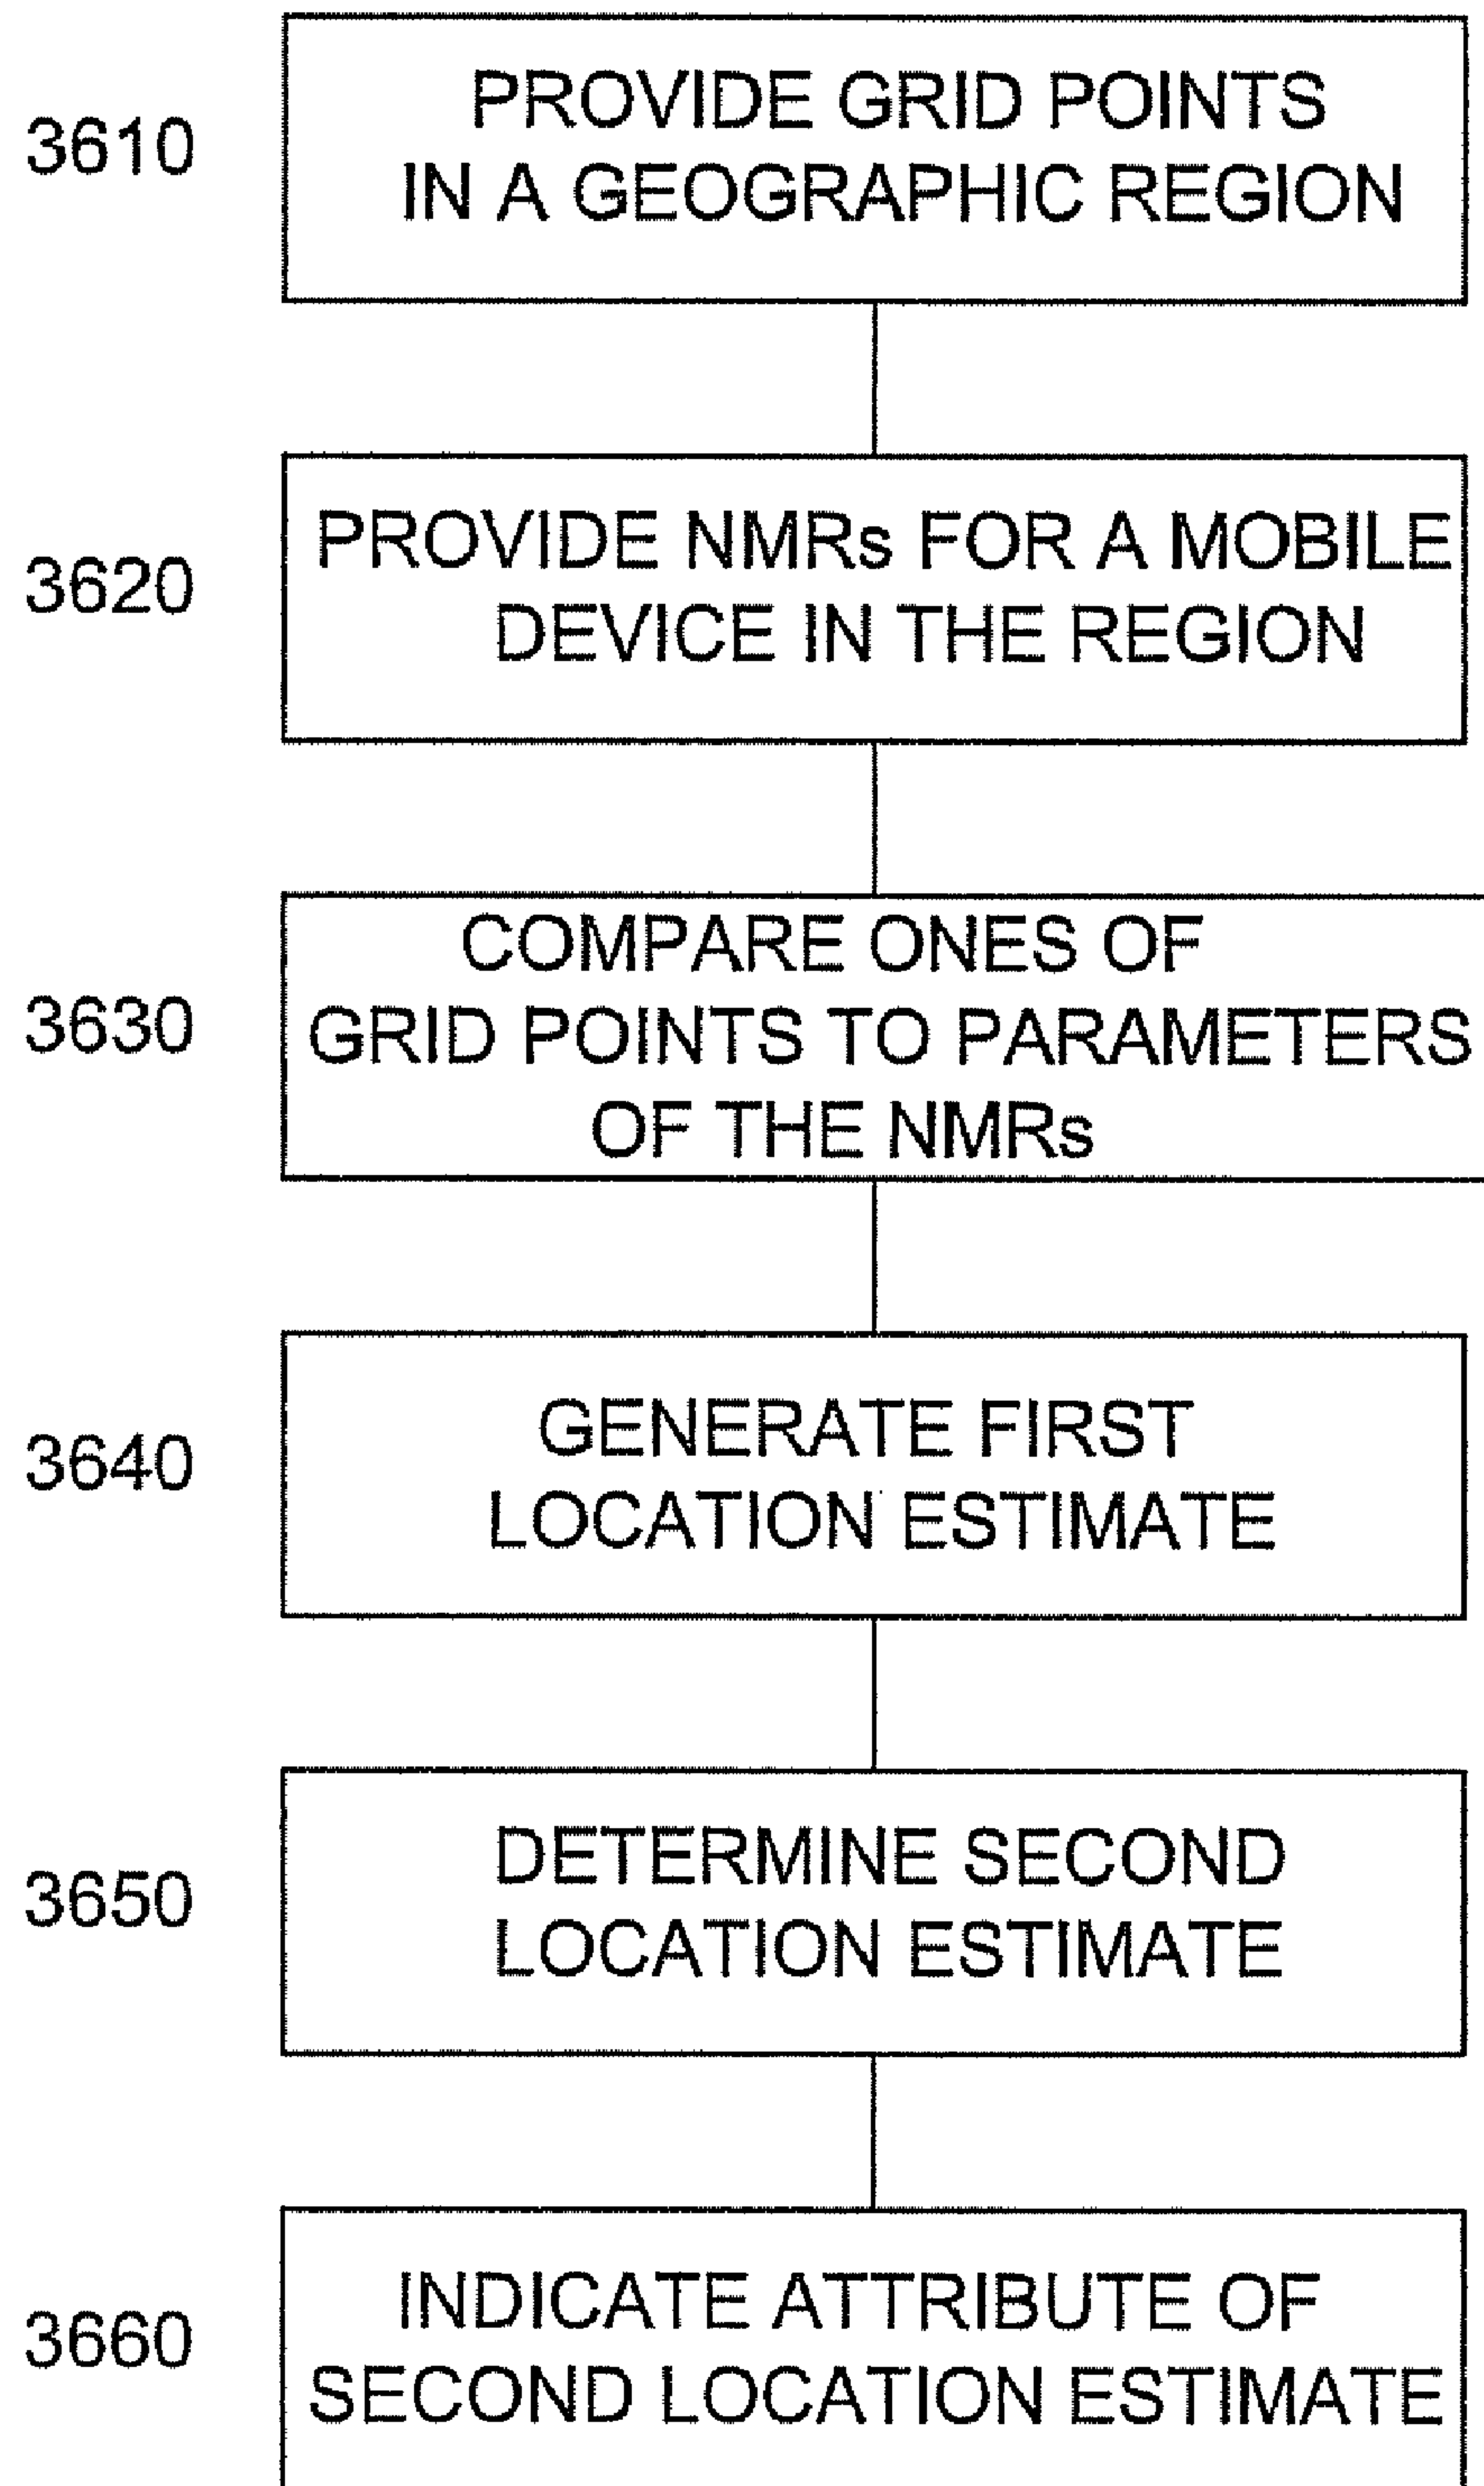 3610
PROVIDE GRID POINTS
IN A GEOGRAPHIC REGION
3620
PROVIDE NMRs FOR A MOBILE
DEVICE IN THE REGION
3630
COMPARE ONES OF
GRID POINTS TO PARAMETERS
OF THE NMRs
3640
GENERATE FIRST
LOCATION ESTIMATE
3650
DETERMINE SECOND
LOCATION ESTIMATE
3660
INDICATE ATTRIBUTE OF
SECOND LOCATION ESTIMATE